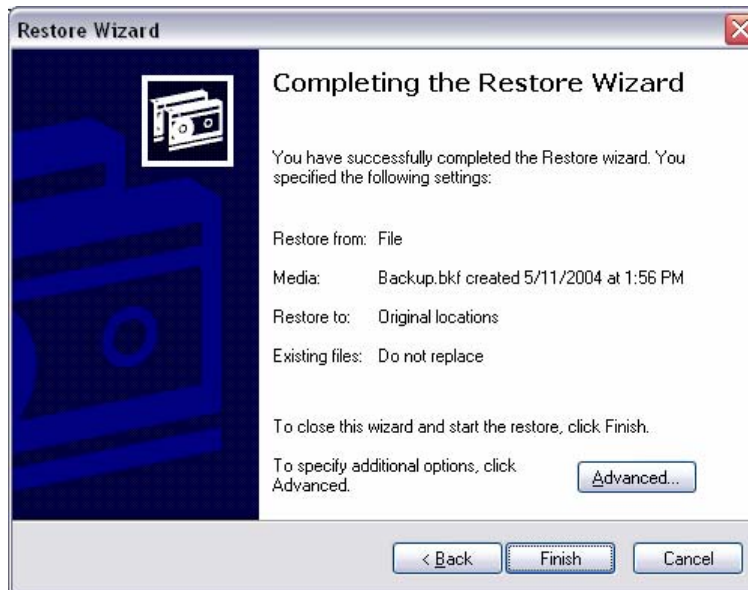 Restore Wizard
Completing the Restore Wizard
You have successfully completed the Restore wizard. You
specified the following settings:
Restore from: File
Media: Backup.bkf created 5/11/2004 at 1:56 PM
Restore to: Original locations
Existing files: Do not replace
To close this wizard and start the restore, click Finish.
To specify additional options, click
Advanced.
Advanced...
< Back Finish Cancel